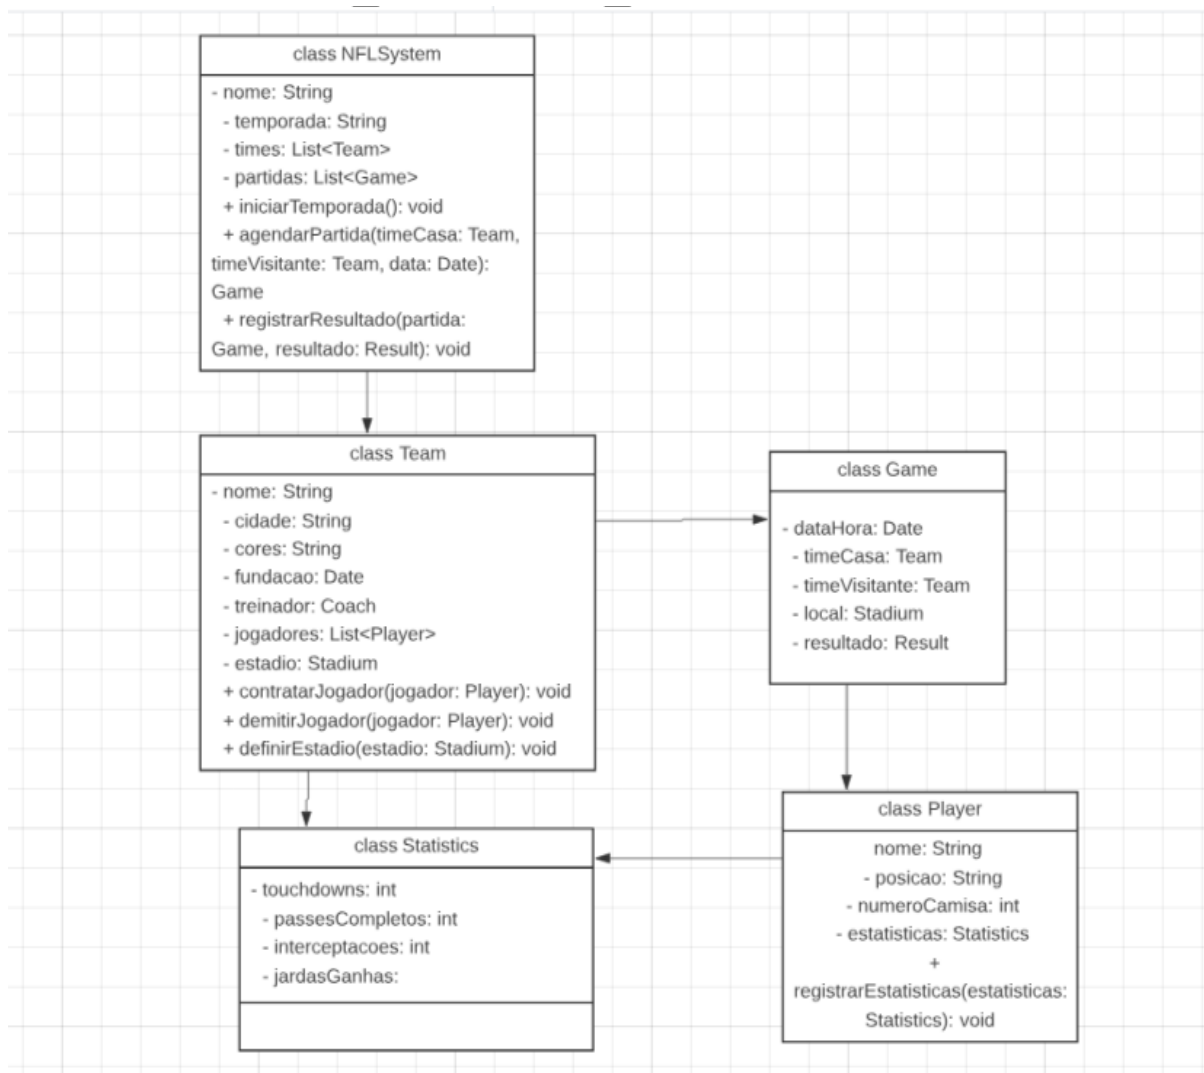 class NFLSystem
- nome: String
- temporada: String
- times: List<Team>
- partidas: List<Game>
+ iniciarTemporada(): void
+ agendarPartida(timeCasa: Team,
timeVisitante: Team, data: Date):
Game
+ registrarResultado(partida:
Game, resultado: Result): void
class Team
- nome: String
- cidade: String
- cores: String
- fundacao: Date
- treinador: Coach
- jogadores: List<Player>
- estadio: Stadium
+ contratarJogador(jogador: Player): void
+ demitirJogador(jogador: Player): void
+ definirEstadio(estadio: Stadium): void
class Game
- dataHora: Date
- timeCasa: Team
- timeVisitante: Team
- local: Stadium
- resultado: Result
class Statistics
- touchdowns: int
- passesCompletos: int
- interceptacoes: int
- jardasGanhas:
class Player
nome: String
- posicao: String
- numeroCamisa: int
- estatisticas: Statistics
+
registrarEstatisticas(estatisticas:
Statistics): void